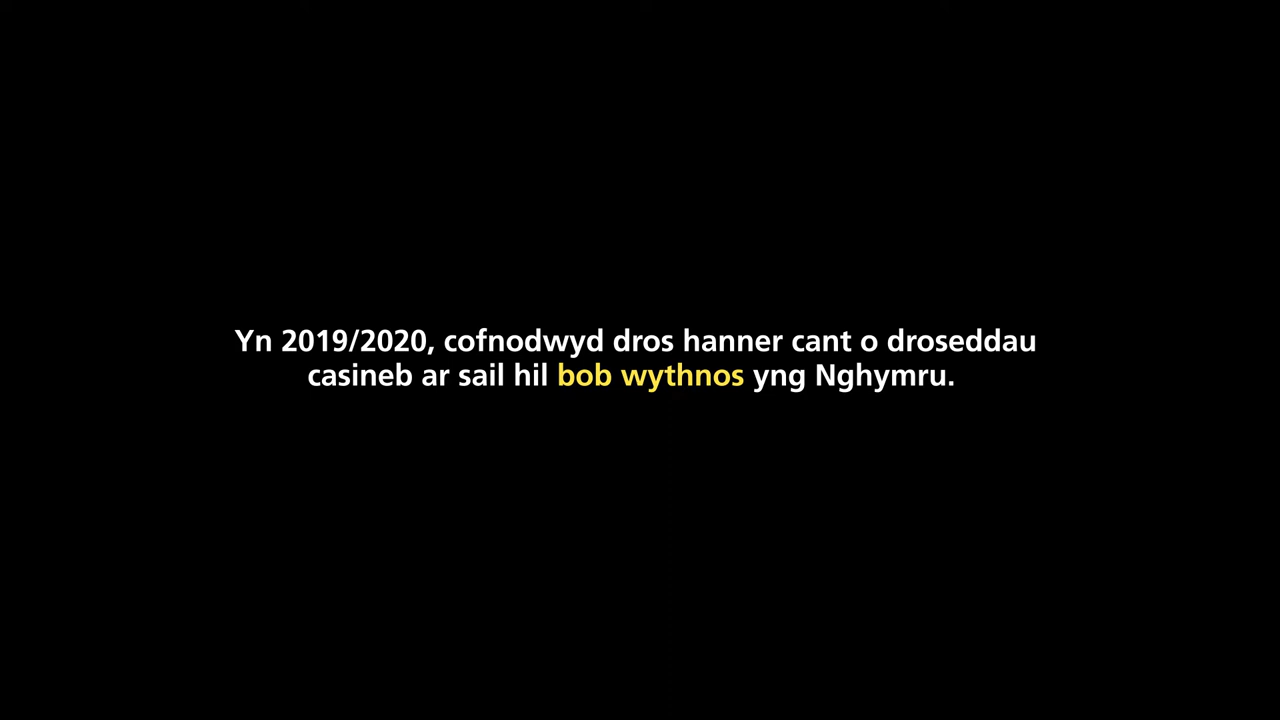 Yn 2019/2020, cofnodwyd dros hanner cant o droseddau
casineb ar sail hil bob wythnos yng Nghymru.